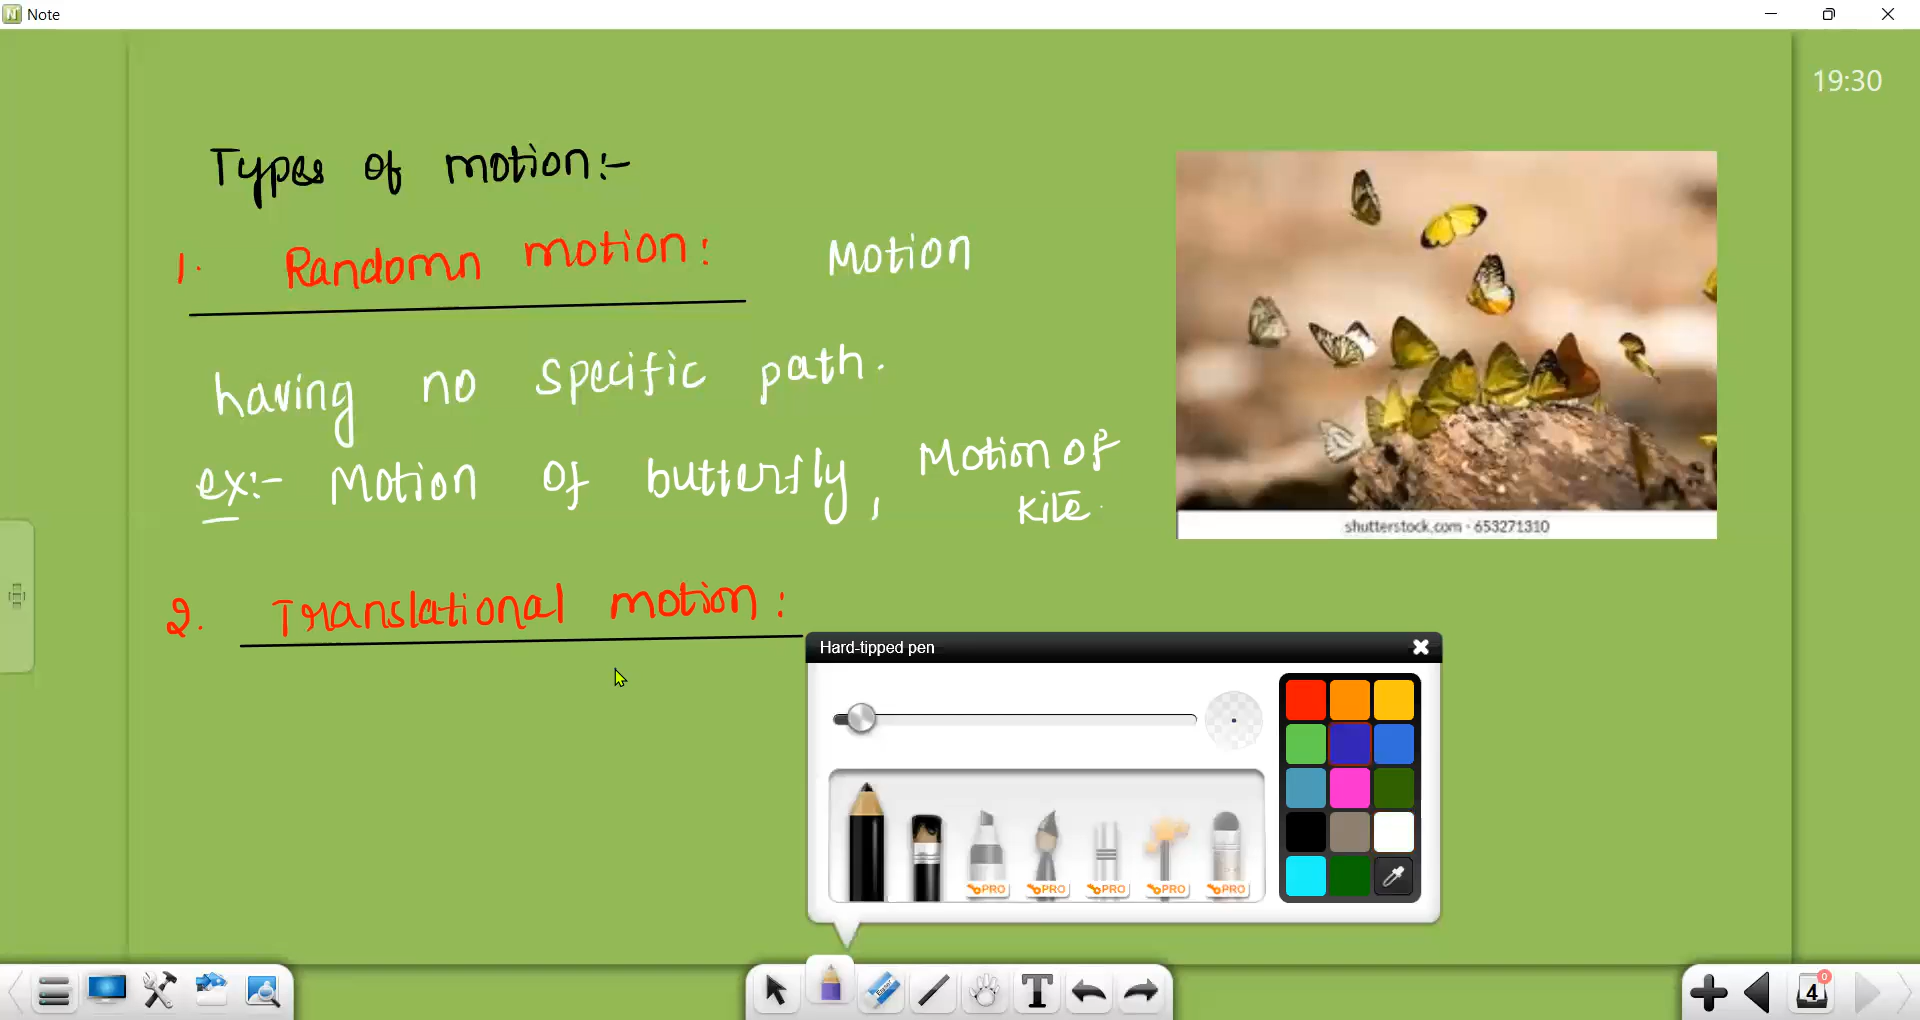 Note
19:30
Types of motion:-
1. Randomn motion: Motion
having no specific path.
ex:- Motion of butterfly, Motion of
kite.
shutterstock.com · 653271310
2. Translational motion:
Hard-tipped pen
PRO PRO PRO PRO PRO
T
0
4